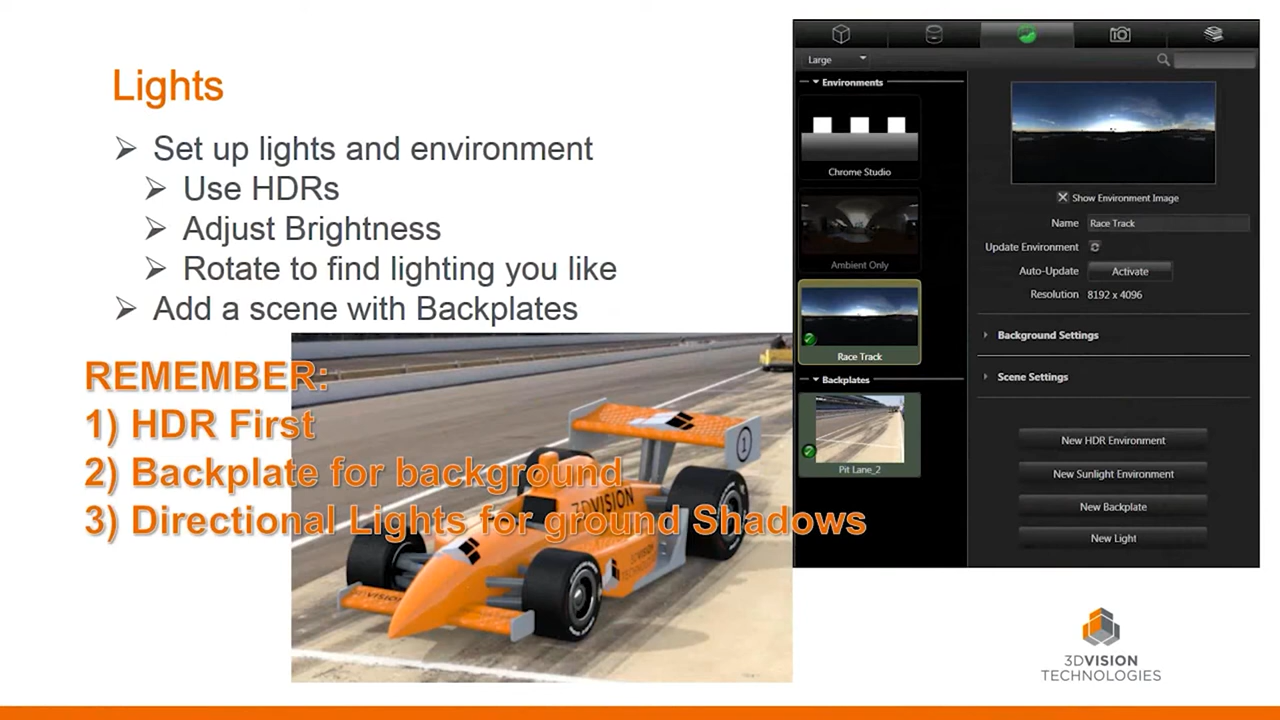 Lights
Set up lights and environment
Use HDRs
Adjust Brightness
Rotate to find lighting you like
Add a scene with Backplates
REMEMBER:
1) HDR First
2) Backplate for background
3) Directional Lights for ground Shadows
3DVISION
1
Large
Environments
Chrome Studio
Ambient Only
Race Track
Backplates
Pit Lane_2
Show Environment Image
Name Race Track
Update Environment
Auto-Update Activate
Resolution 8192 x 4096
Background Settings
Scene Settings
New HDR Environment
New Sunlight Environment
New Backplate
New Light
3DVISION
TECHNOLOGIES